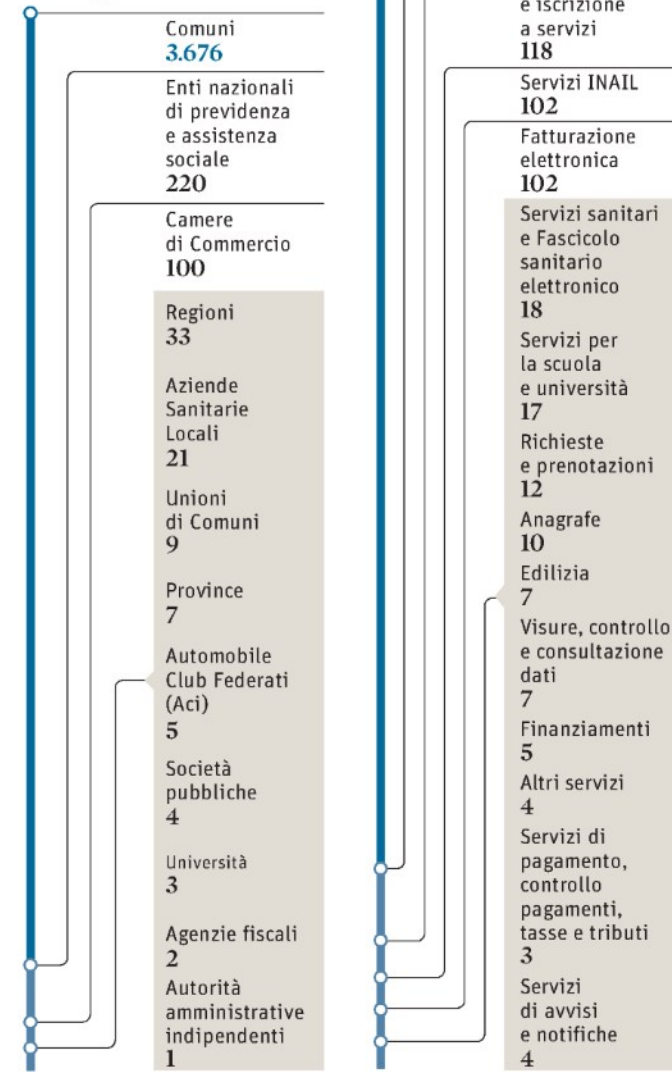 Comuni
3.676
Enti nazionali
di previdenza
e assistenza
sociale
220
Camere
di Commercio
100
Regioni
33
Aziende
Sanitarie
Locali
21
Unioni
di Comuni
9
Province
7
Automobile
Club Federati
(Aci)
5
Società
pubbliche
4
Università
3
Agenzie fiscali
2
Autorità
amministrative
indipendenti
1
e iscrizione
a servizi
118
Servizi INAIL
102
Fatturazione
elettronica
102
Servizi sanitari
e Fascicolo
sanitario
elettronico
18
Servizi per
la scuola
e università
17
Richieste
e prenotazioni
12
Anagrafe
10
Edilizia
7
Visure, controllo
e consultazione
dati
7
Finanziamenti
5
Altri servizi
4
Servizi di
pagamento,
controllo
pagamenti,
tasse e tributi
3
Servizi
di avvisi
e notifiche
4